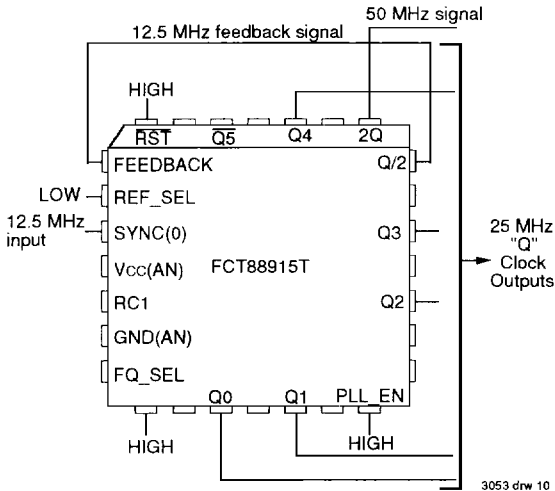 50 MHz signal
12.5 MHz feedback signal
HIGH
RST Q5 Q4 2Q
FEEDBACK Q/2
LOW REF_SEL
12.5 MHz
input
SYNC(0) Q3
25 MHz
"Q"
Clock
Outputs
VCC(AN) FCT88915T
RC1 Q2
GND(AN)
FQ_SEL
Q0 Q1 PLL_EN
HIGH HIGH
3053 drw 10